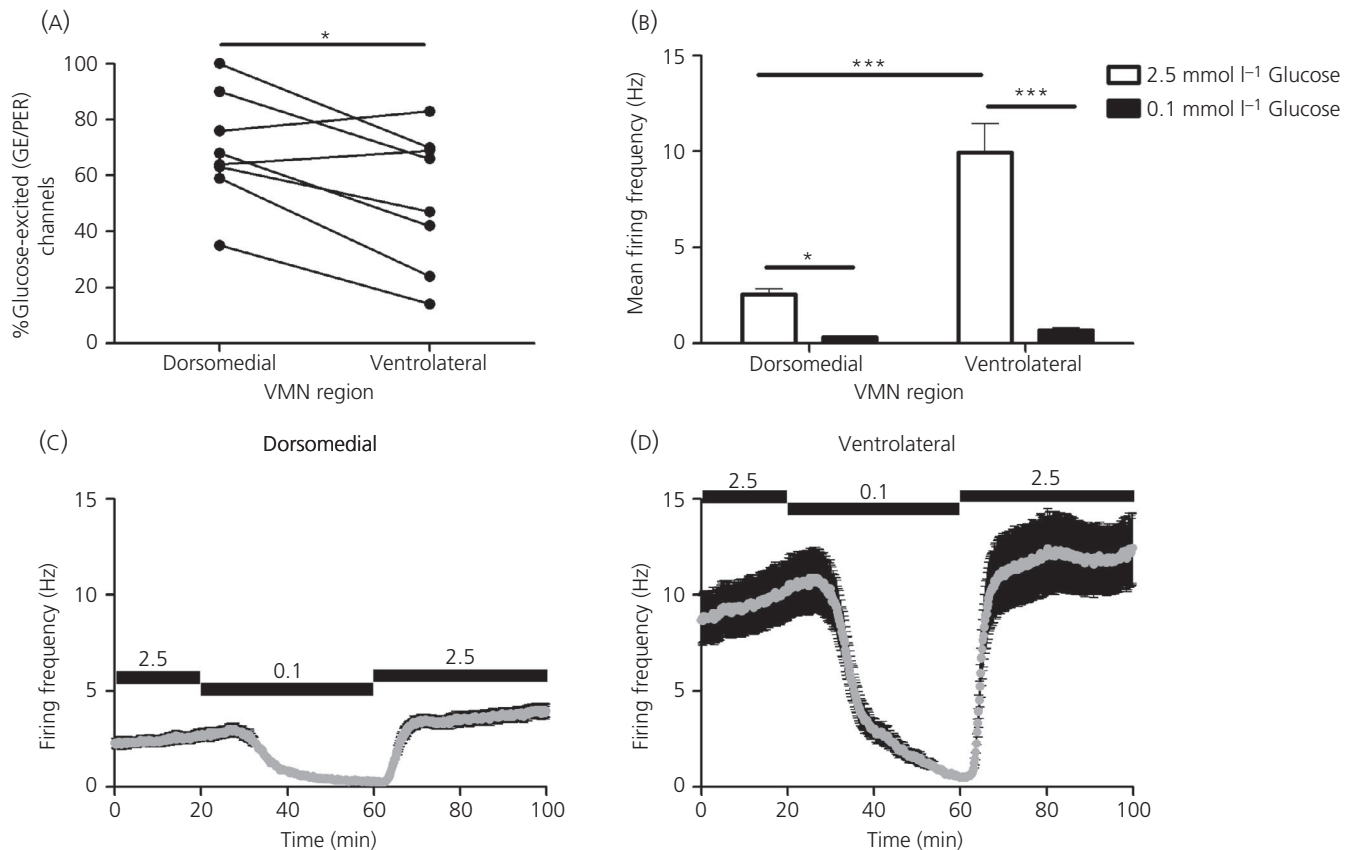 (A)
*
100
80
60
40
20
0
%Glucose-excited (GE/PER)
channels
Dorsomedial
Ventrolateral
VMN region
(B)
15
10
5
0
Mean firing frequency (Hz)
***
***
*
2.5 mmol l⁻¹ Glucose
0.1 mmol l⁻¹ Glucose
Dorsomedial
Ventrolateral
VMN region
(C)
Dorsomedial
15
10
5
0
Firing frequency (Hz)
2.5
0.1
2.5
0
20
40
60
80
100
Time (min)
(D)
Ventrolateral
15
10
5
0
Firing frequency (Hz)
2.5
0.1
2.5
0
20
40
60
80
100
Time (min)